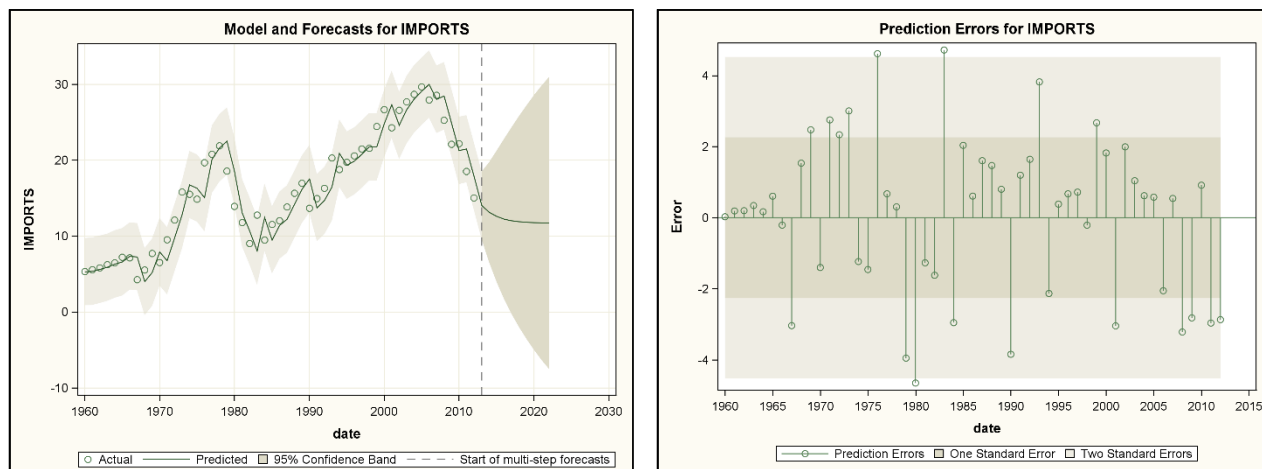 Model and Forecasts for IMPORTS
IMPORTS
30
20
10
0
-10
1960 1970 1980 1990 2000 2010 2020 2030
date
Actual Predicted 95% Confidence Band Start of multi-step forecasts
Prediction Errors for IMPORTS
Error
4
2
0
-2
-4
1960 1965 1970 1975 1980 1985 1990 1995 2000 2005 2010 2015
date
Prediction Errors One Standard Error Two Standard Errors